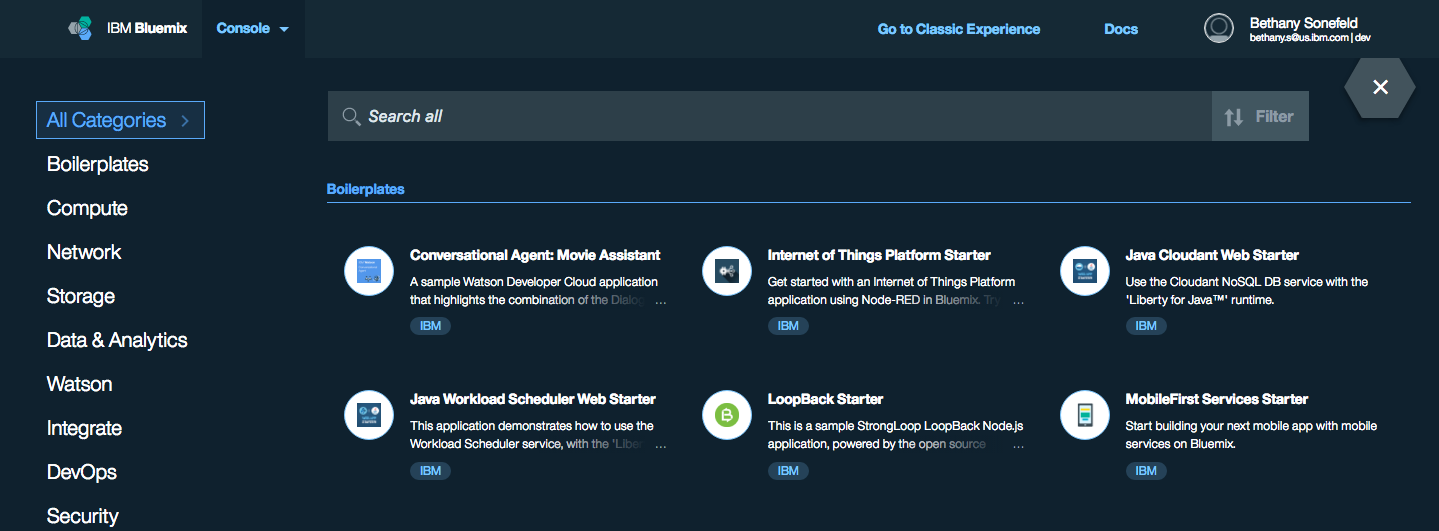 IBM Bluemix
Console
Go to Classic Experience
Docs
Bethany Sonefeld
bethany.s@us.ibm.com | dev
All Categories
Boilerplates
Compute
Network
Storage
Data & Analytics
Watson
Integrate
DevOps
Security
Search all
Filter
Boilerplates
Conversational Agent: Movie Assistant
A sample Watson Developer Cloud application
that highlights the combination of the Dialog ...
IBM
Internet of Things Platform Starter
Get started with an Internet of Things Platform
application using Node-RED in Bluemix. Try ...
IBM
Java Cloudant Web Starter
Use the Cloudant NoSQL DB service with the
'Liberty for Java™' runtime.
IBM
Java Workload Scheduler Web Starter
This application demonstrates how to use the
Workload Scheduler service, with the 'Liber ...
IBM
LoopBack Starter
This is a sample StrongLoop LoopBack Node.js
application, powered by the open source ...
IBM
MobileFirst Services Starter
Start building your next mobile app with mobile
services on Bluemix.
IBM